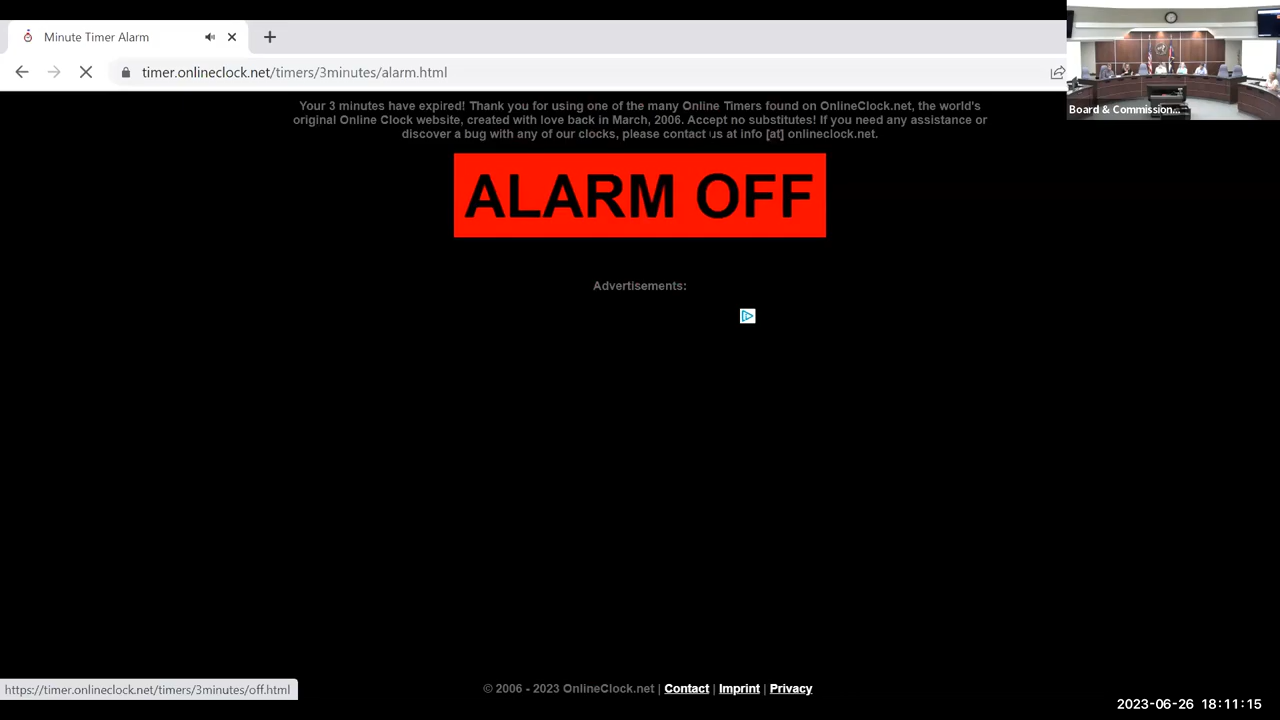 Minute Timer Alarm
timer.onlineclock.net/timers/3minutes/alarm.html
Board & Commission...
Your 3 minutes have expired! Thank you for using one of the many Online Timers found on OnlineClock.net, the world's
original Online Clock website, created with love back in March, 2006. Accept no substitutes! If you need any assistance or
discover a bug with any of our clocks, please contact us at info [at] onlineclock.net.
ALARM OFF
Advertisements:
© 2006 - 2023 OnlineClock.net | Contact | Imprint | Privacy
https://timer.onlineclock.net/timers/3minutes/off.html
2023-06-26 18:11:15